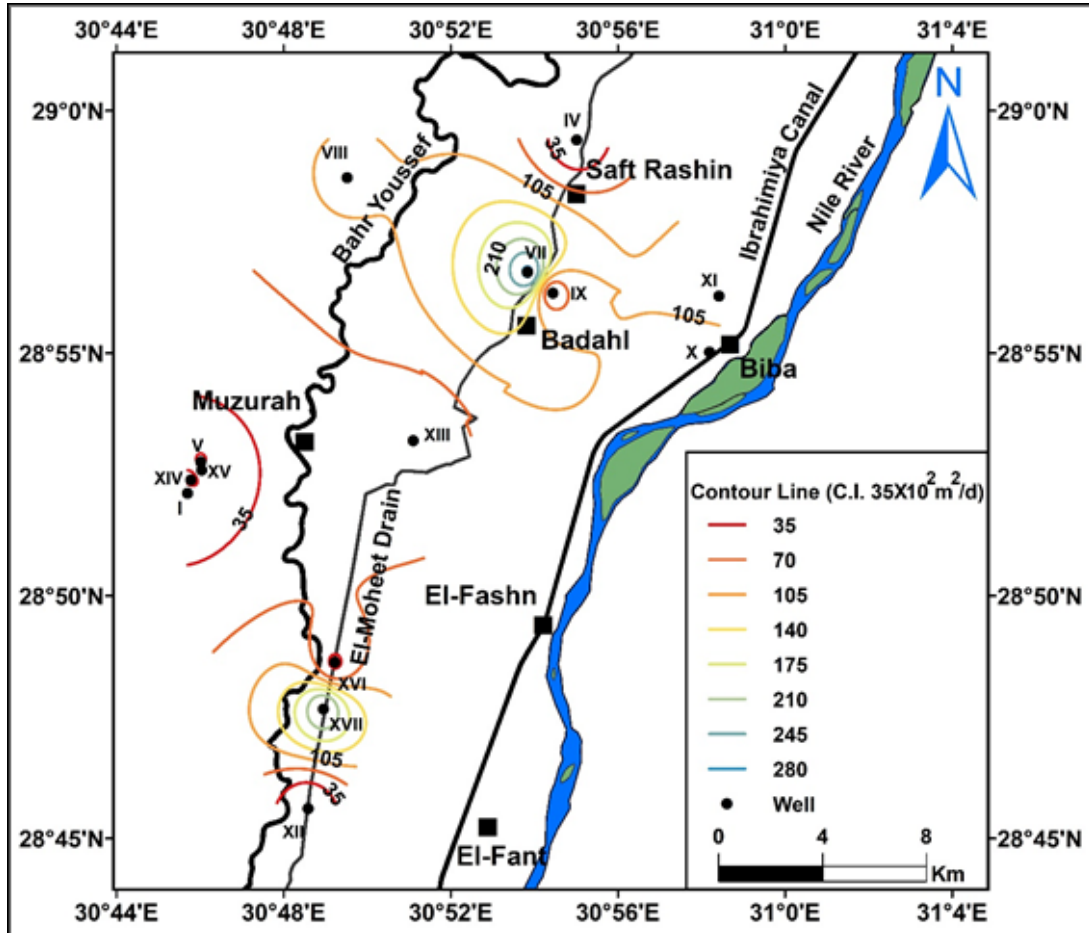 30°44'E 30°48'E 30°52'E 30°56'E 31°0'E 31°4'E
29°0'N
29°0'N
N
IV
VIII
35
Saft Rashin
105
Bahr Youssef
Ibrahimiya Canal
Nile River
210
VII
IX
XI
105
28°55'N
28°55'N
Badahl
X
Biba
Muzurah
XIII
V
XIV
XV
I
35
El-Moheet Drain
28°50'N
28°50'N
El-Fashn
XVI
XVII
105
35
XII
28°45'N
28°45'N
El-Fant
Contour Line (C.I. 35X10²m²/d)
35
70
105
140
175
210
245
280
Well
0 4 8
Km
30°44'E 30°48'E 30°52'E 30°56'E 31°0'E 31°4'E